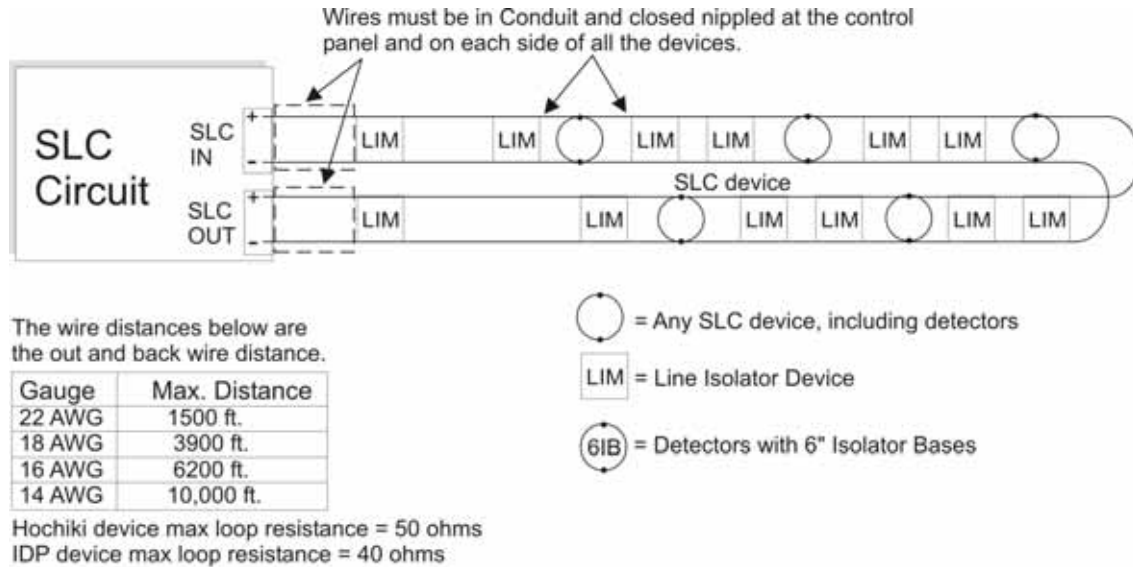 Wires must be in Conduit and closed nippled at the control
panel and on each side of all the devices.
SLC
Circuit
SLC
IN
+
-
LIM
LIM
LIM
LIM
LIM
LIM
SLC device
SLC
OUT
+
-
LIM
LIM
LIM
LIM
LIM
LIM
The wire distances below are
the out and back wire distance.
Gauge Max. Distance
22 AWG 1500 ft.
18 AWG 3900 ft.
16 AWG 6200 ft.
14 AWG 10,000 ft.
Hochiki device max loop resistance = 50 ohms
IDP device max loop resistance = 40 ohms
= Any SLC device, including detectors
LIM = Line Isolator Device
6IB = Detectors with 6" Isolator Bases